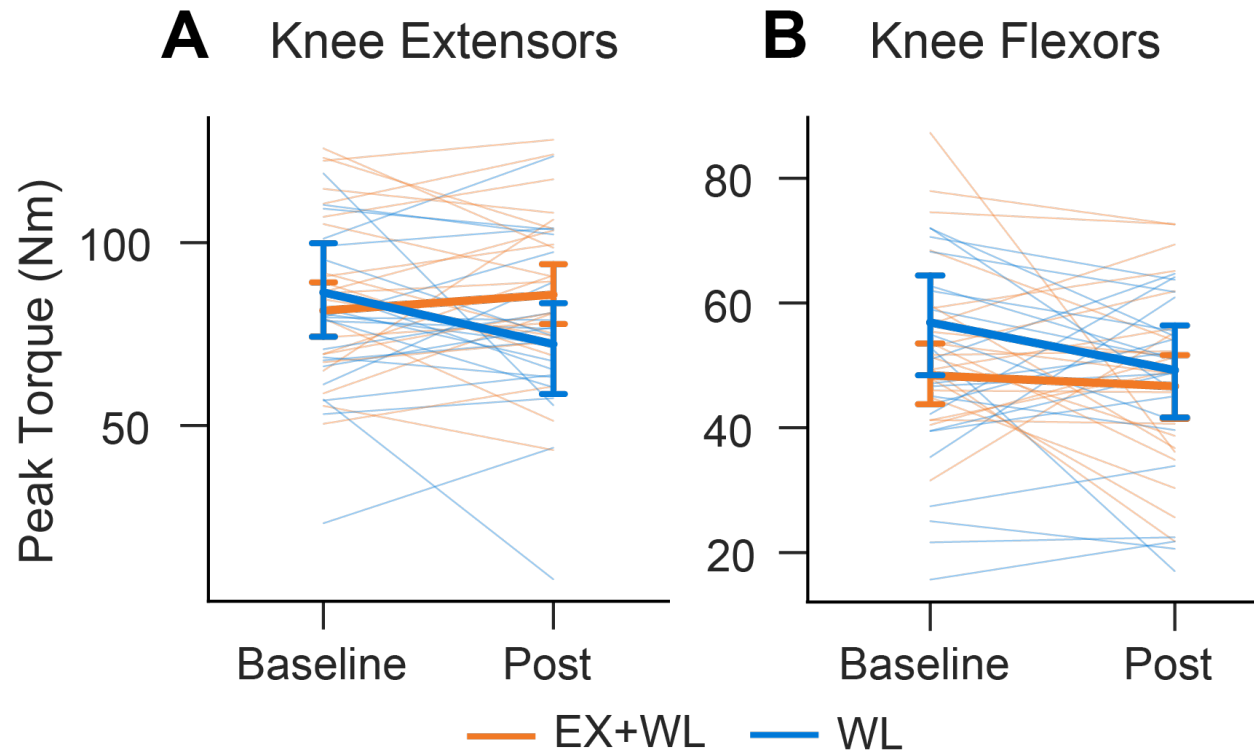 A Knee Extensors
B Knee Flexors
Peak Torque (Nm)
100
50
80
60
40
20
Baseline Post
Baseline Post
EX+WL WL